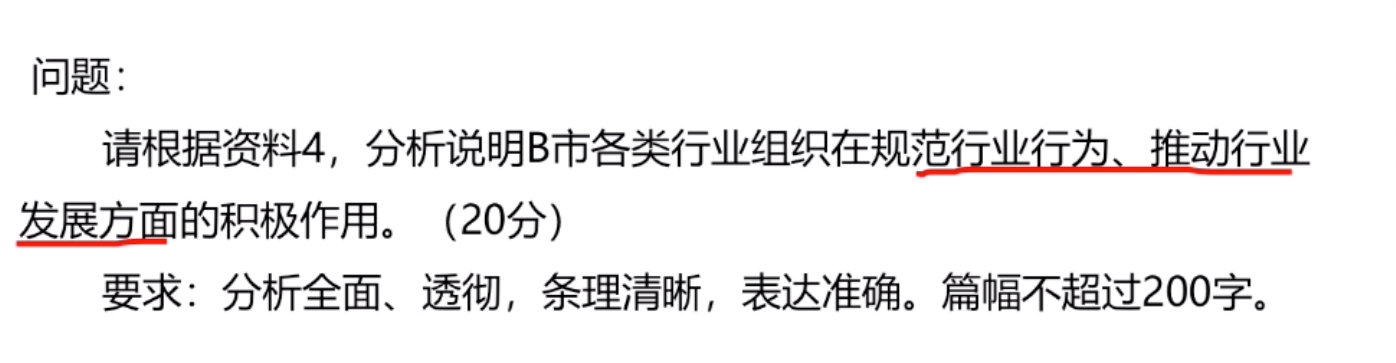 问题：
请根据资料4，分析说明B市各类行业组织在规范行业行为、推动行业
发展方面的积极作用。（20分）
要求：分析全面、透彻，条理清晰，表达准确。篇幅不超过200字。